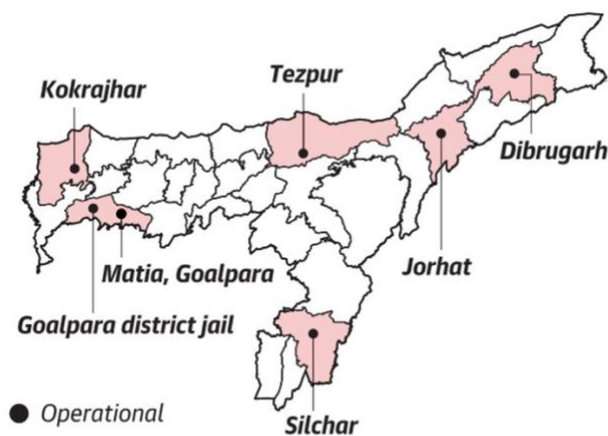 Tezpur
Kokrajhar
Dibrugarh
Matia, Goalpara
Jorhat
Goalpara district jail
Operational
Silchar